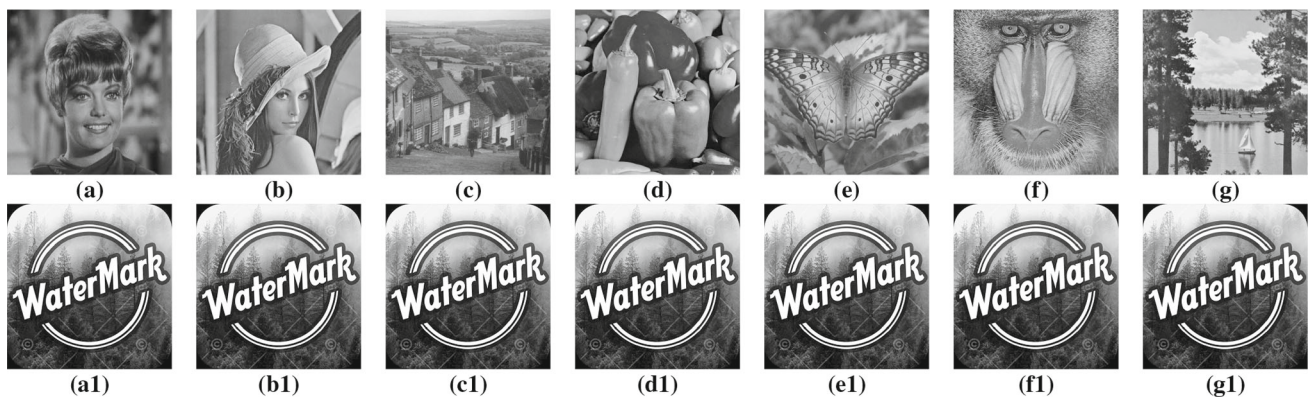 (a) (b) (c) (d) (e) (f) (g)
WaterMark WaterMark WaterMark WaterMark WaterMark WaterMark WaterMark
© © © © © © © © © © © © © ©
(a1) (b1) (c1) (d1) (e1) (f1) (g1)